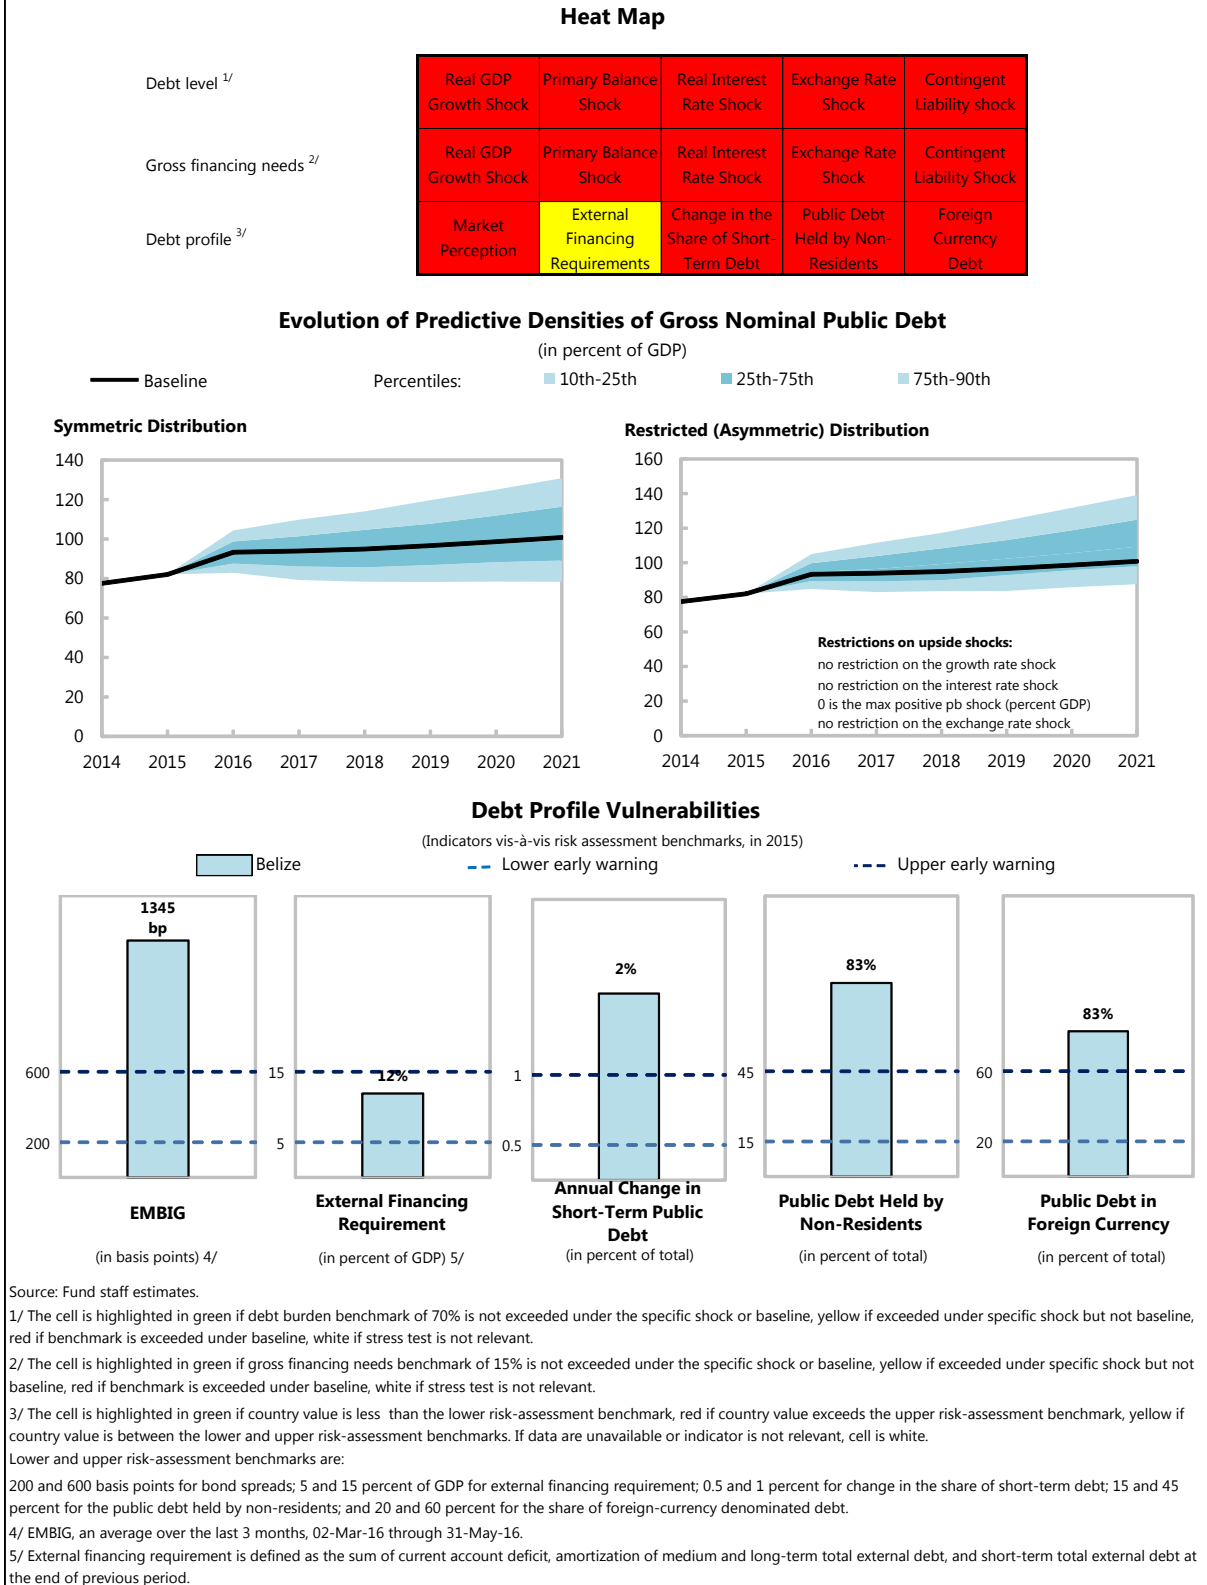 Heat Map
Debt level 1/
Real GDP Growth Shock
Primary Balance Shock
Real Interest Rate Shock
Exchange Rate Shock
Contingent Liability shock
Gross financing needs 2/
Real GDP Growth Shock
Primary Balance Shock
Real Interest Rate Shock
Exchange Rate Shock
Contingent Liability Shock
Debt profile 3/
Market Perception
External Financing Requirements
Change in the Share of Short-Term Debt
Public Debt Held by Non-Residents
Foreign Currency Debt
Evolution of Predictive Densities of Gross Nominal Public Debt
(in percent of GDP)
Baseline Percentiles: 10th-25th 25th-75th 75th-90th
Symmetric Distribution
140
120
100
80
60
40
20
0
2014 2015 2016 2017 2018 2019 2020 2021
Restricted (Asymmetric) Distribution
160
140
120
100
80
60
40
20
0
Restrictions on upside shocks:
no restriction on the growth rate shock
no restriction on the interest rate shock
0 is the max positive pb shock (percent GDP)
no restriction on the exchange rate shock
2014 2015 2016 2017 2018 2019 2020 2021
Debt Profile Vulnerabilities
(Indicators vis-à-vis risk assessment benchmarks, in 2015)
Belize Lower early warning Upper early warning
1345
bp
600
200
EMBIG
(in basis points) 4/
15
12%
5
External Financing
Requirement
(in percent of GDP) 5/
2%
1
0.5
Annual Change in
Short-Term Public
Debt
(in percent of total)
83%
45
15
Public Debt Held by
Non-Residents
(in percent of total)
83%
60
20
Public Debt in
Foreign Currency
(in percent of total)
Source: Fund staff estimates.
1/ The cell is highlighted in green if debt burden benchmark of 70% is not exceeded under the specific shock or baseline, yellow if exceeded under specific shock but not baseline,
red if benchmark is exceeded under baseline, white if stress test is not relevant.
2/ The cell is highlighted in green if gross financing needs benchmark of 15% is not exceeded under the specific shock or baseline, yellow if exceeded under specific shock but not
baseline, red if benchmark is exceeded under baseline, white if stress test is not relevant.
3/ The cell is highlighted in green if country value is less than the lower risk-assessment benchmark, red if country value exceeds the upper risk-assessment benchmark, yellow if
country value is between the lower and upper risk-assessment benchmarks. If data are unavailable or indicator is not relevant, cell is white.
Lower and upper risk-assessment benchmarks are:
200 and 600 basis points for bond spreads; 5 and 15 percent of GDP for external financing requirement; 0.5 and 1 percent for change in the share of short-term debt; 15 and 45
percent for the public debt held by non-residents; and 20 and 60 percent for the share of foreign-currency denominated debt.
4/ EMBIG, an average over the last 3 months, 02-Mar-16 through 31-May-16.
5/ External financing requirement is defined as the sum of current account deficit, amortization of medium and long-term total external debt, and short-term total external debt at
the end of previous period.